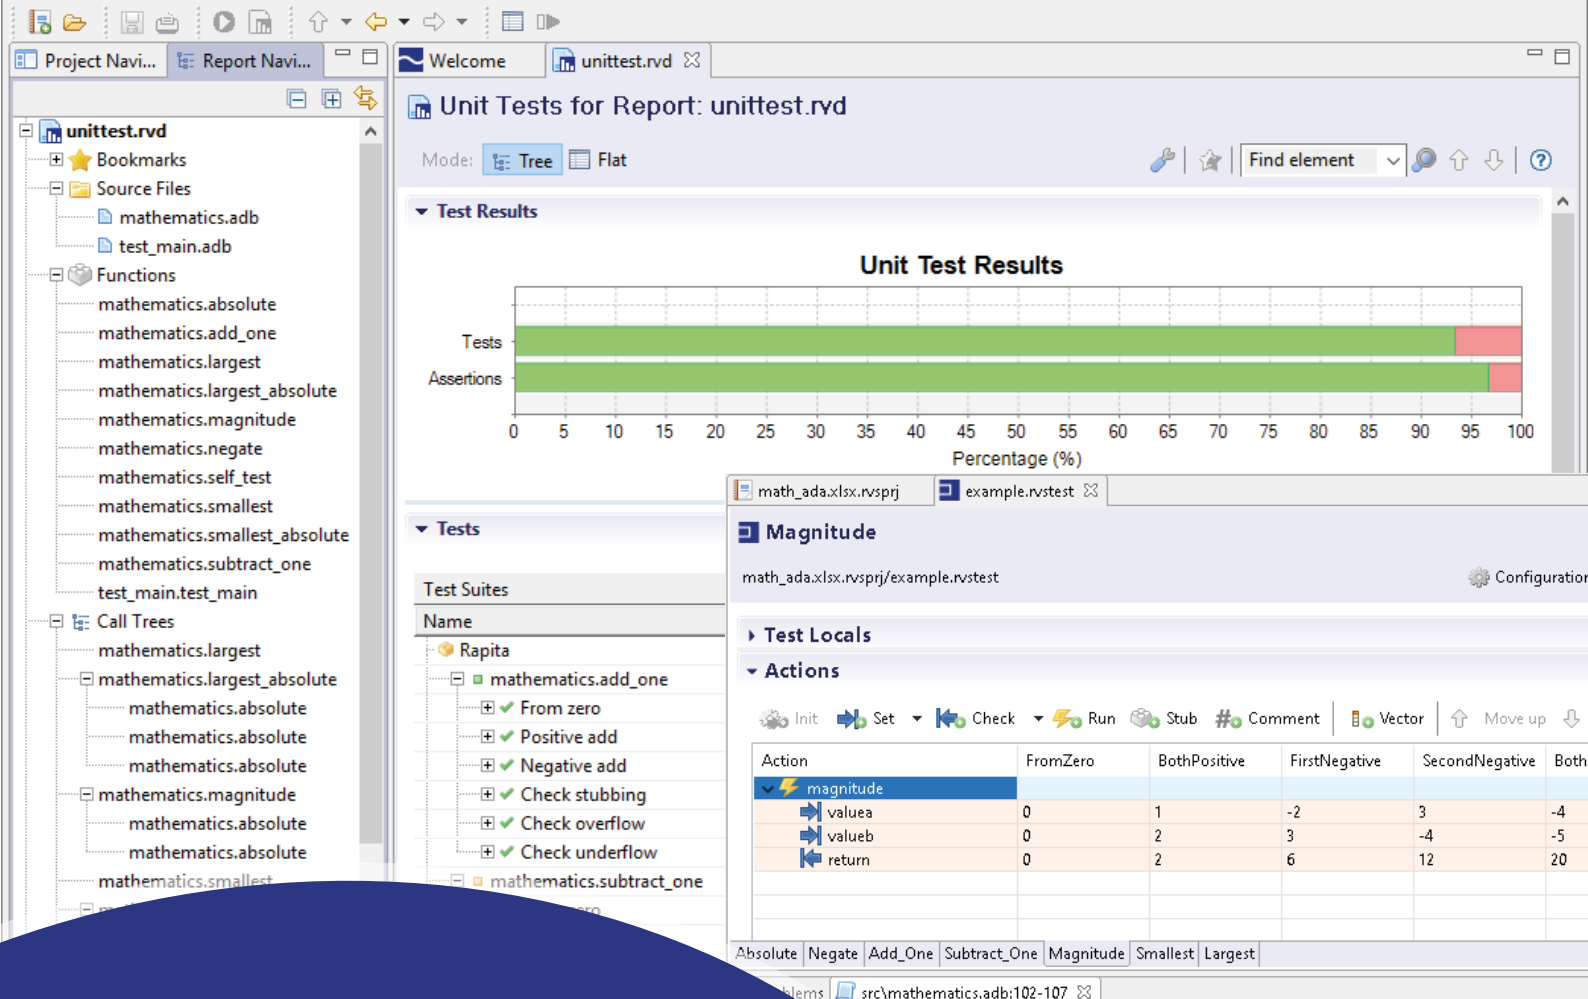 Project Navi...
Report Navi...
unittest.rvd
Bookmarks
Source Files
mathematics.adb
test_main.adb
Functions
mathematics.absolute
mathematics.add_one
mathematics.largest
mathematics.largest_absolute
mathematics.magnitude
mathematics.negate
mathematics.self_test
mathematics.smallest
mathematics.smallest_absolute
mathematics.subtract_one
test_main.test_main
Call Trees
mathematics.largest
mathematics.largest_absolute
mathematics.absolute
mathematics.absolute
mathematics.absolute
mathematics.magnitude
mathematics.absolute
mathematics.absolute
mathematics.smallest
Welcome
unittest.rvd
Unit Tests for Report: unittest.rvd
Mode: Tree Flat
Find element
Test Results
Unit Test Results
Tests
Assertions
0 5 10 15 20 25 30 35 40 45 50 55 60 65 70 75 80 85 90 95 100
Percentage (%)
Tests
Test Suites
Name
Rapita
mathematics.add_one
From zero
Positive add
Negative add
Check stubbing
Check overflow
Check underflow
mathematics.subtract_one
math_ada.xlsx.rvsprj
example.rvstest
Magnitude
math_ada.xlsx.rvsprj/example.rvstest
Configuration
Test Locals
Actions
Init Set Check Run Stub Comment Vector Move up
Action FromZero BothPositive FirstNegative SecondNegative Both
magnitude
valuea 0 1 -2 3 -4
valueb 0 2 3 -4 -5
return 0 2 6 12 20
Absolute Negate Add_One Subtract_One Magnitude Smallest Largest
src\mathematics.adb:102-107